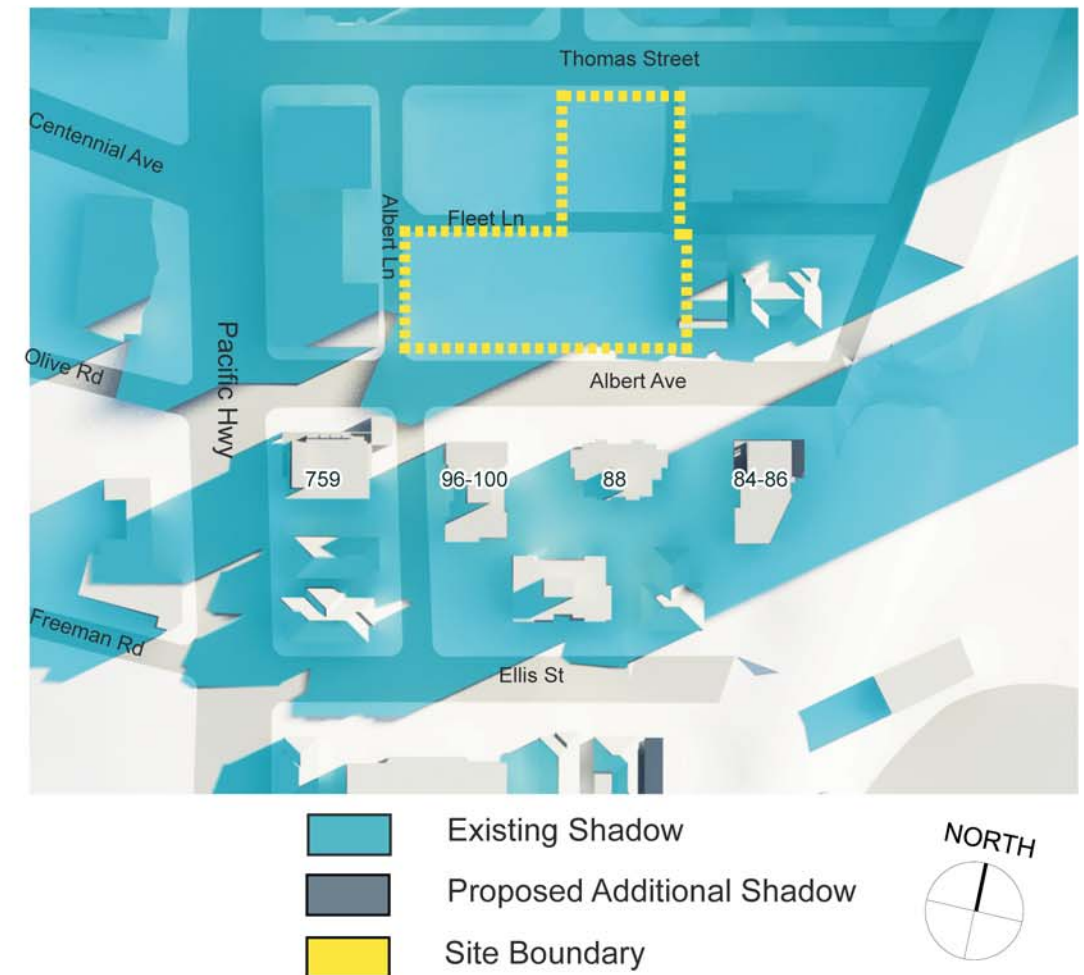 Thomas Street
Centennial Ave
Albert Ln
Fleet Ln
Olive Rd
Pacific Hwy
Albert Ave
759
96-100
88
84-86
Freeman Rd
Ellis St
Existing Shadow
NORTH
Proposed Additional Shadow
Site Boundary